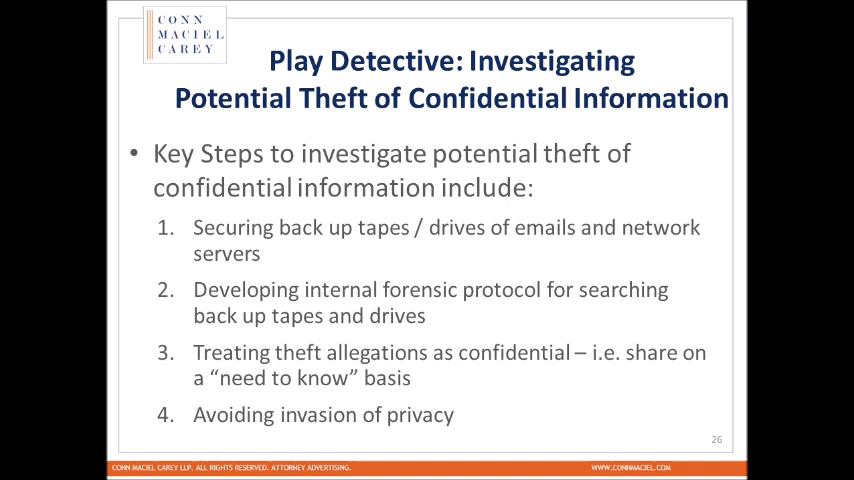 CONN
MACIEL
CAREY
Play Detective: Investigating
Potential Theft of Confidential Information
• Key Steps to investigate potential theft of
confidential information include:
1. Securing back up tapes / drives of emails and network
servers
2. Developing internal forensic protocol for searching
back up tapes and drives
3. Treating theft allegations as confidential – i.e. share on
a “need to know” basis
4. Avoiding invasion of privacy
26
CONN MACIEL CAREY LLP. ALL RIGHTS RESERVED. ATTORNEY ADVERTISING.
WWW.CONNMACIEL.COM